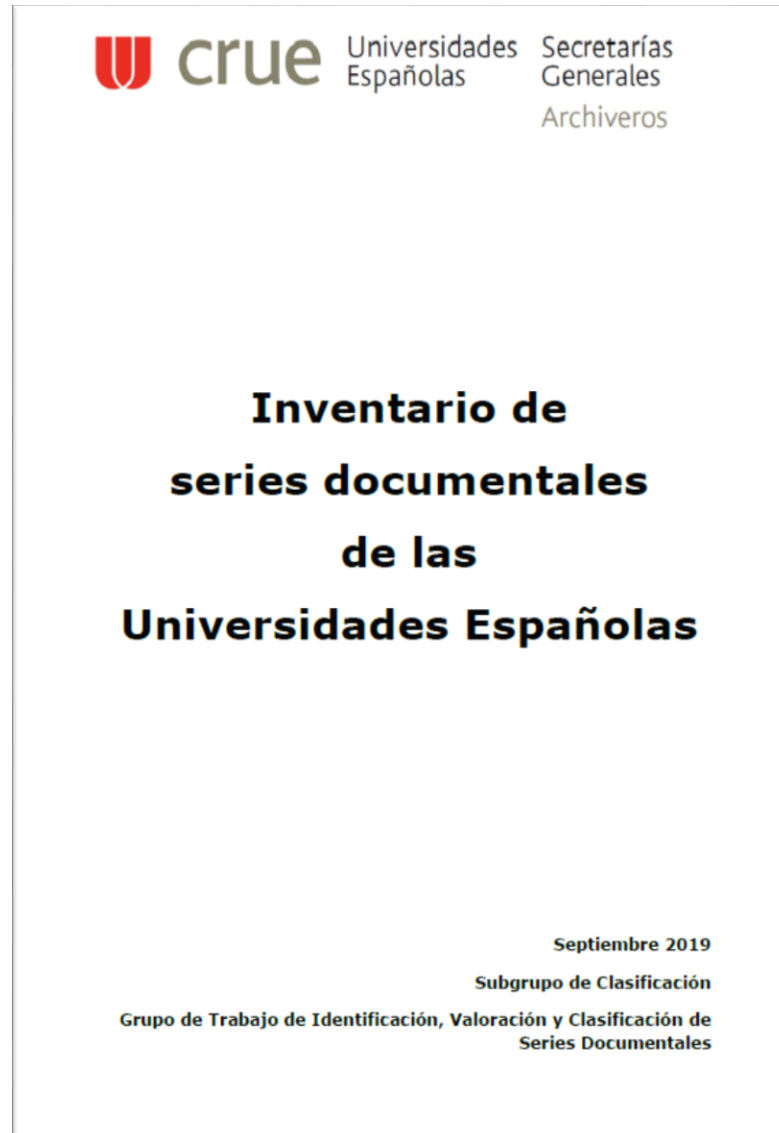 crue Universidades Españolas Secretarías Generales Archiveros
Inventario de
series documentales
de las
Universidades Españolas
Septiembre 2019
Subgrupo de Clasificación
Grupo de Trabajo de Identificación, Valoración y Clasificación de
Series Documentales